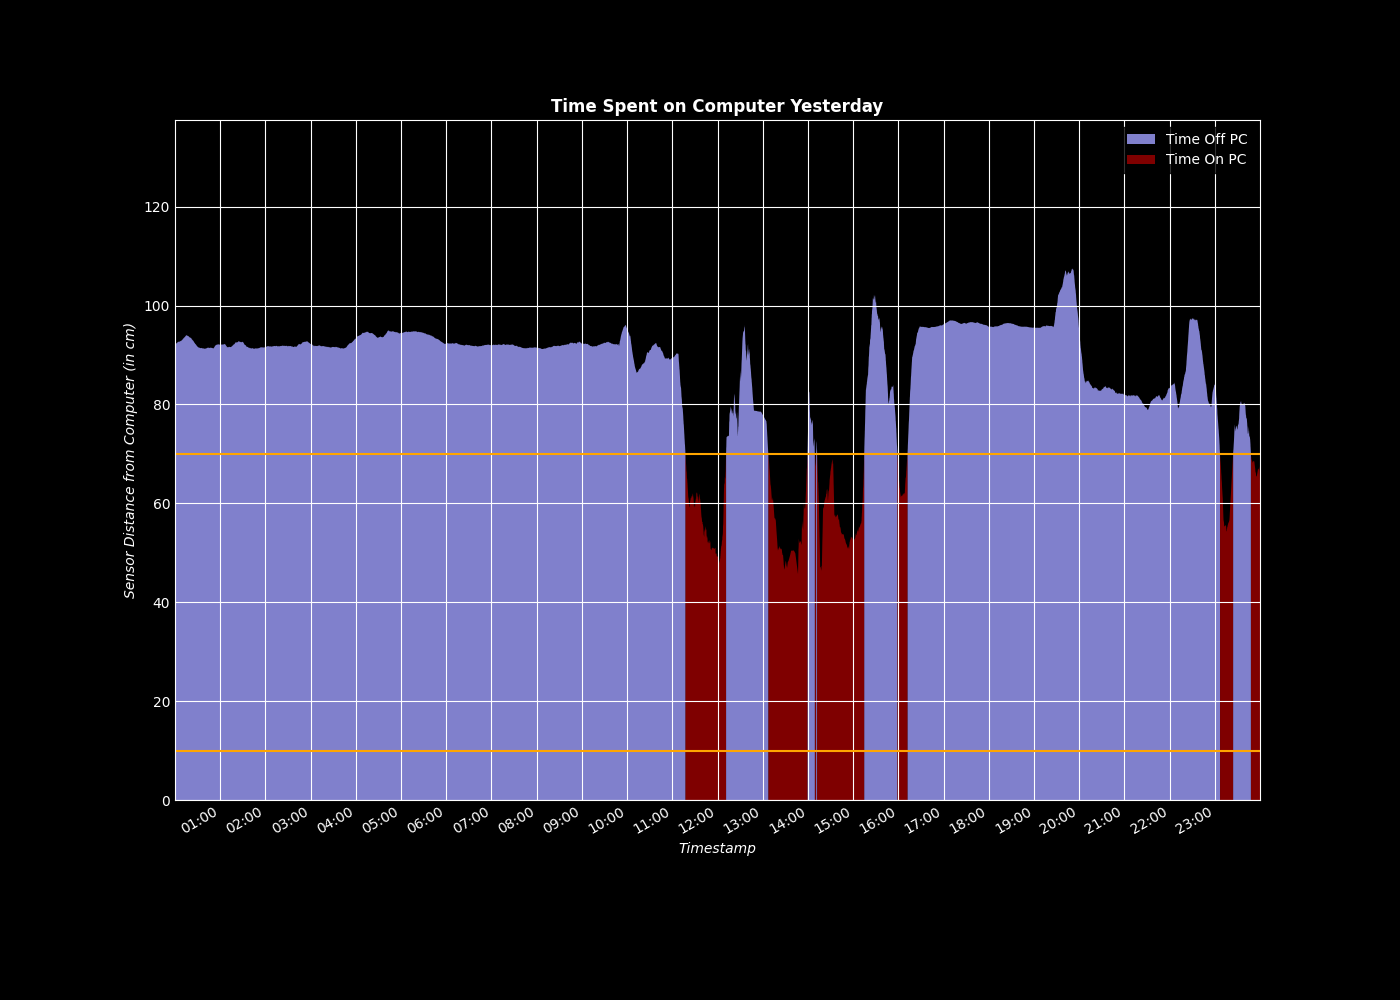 Time Spent on Computer Yesterday
Time Off PC
Time On PC
Sensor Distance from Computer (in cm)
120
100
80
60
40
20
0
01:00 02:00 03:00 04:00 05:00 06:00 07:00 08:00 09:00 10:00 11:00 12:00 13:00 14:00 15:00 16:00 17:00 18:00 19:00 20:00 21:00 22:00 23:00
Timestamp